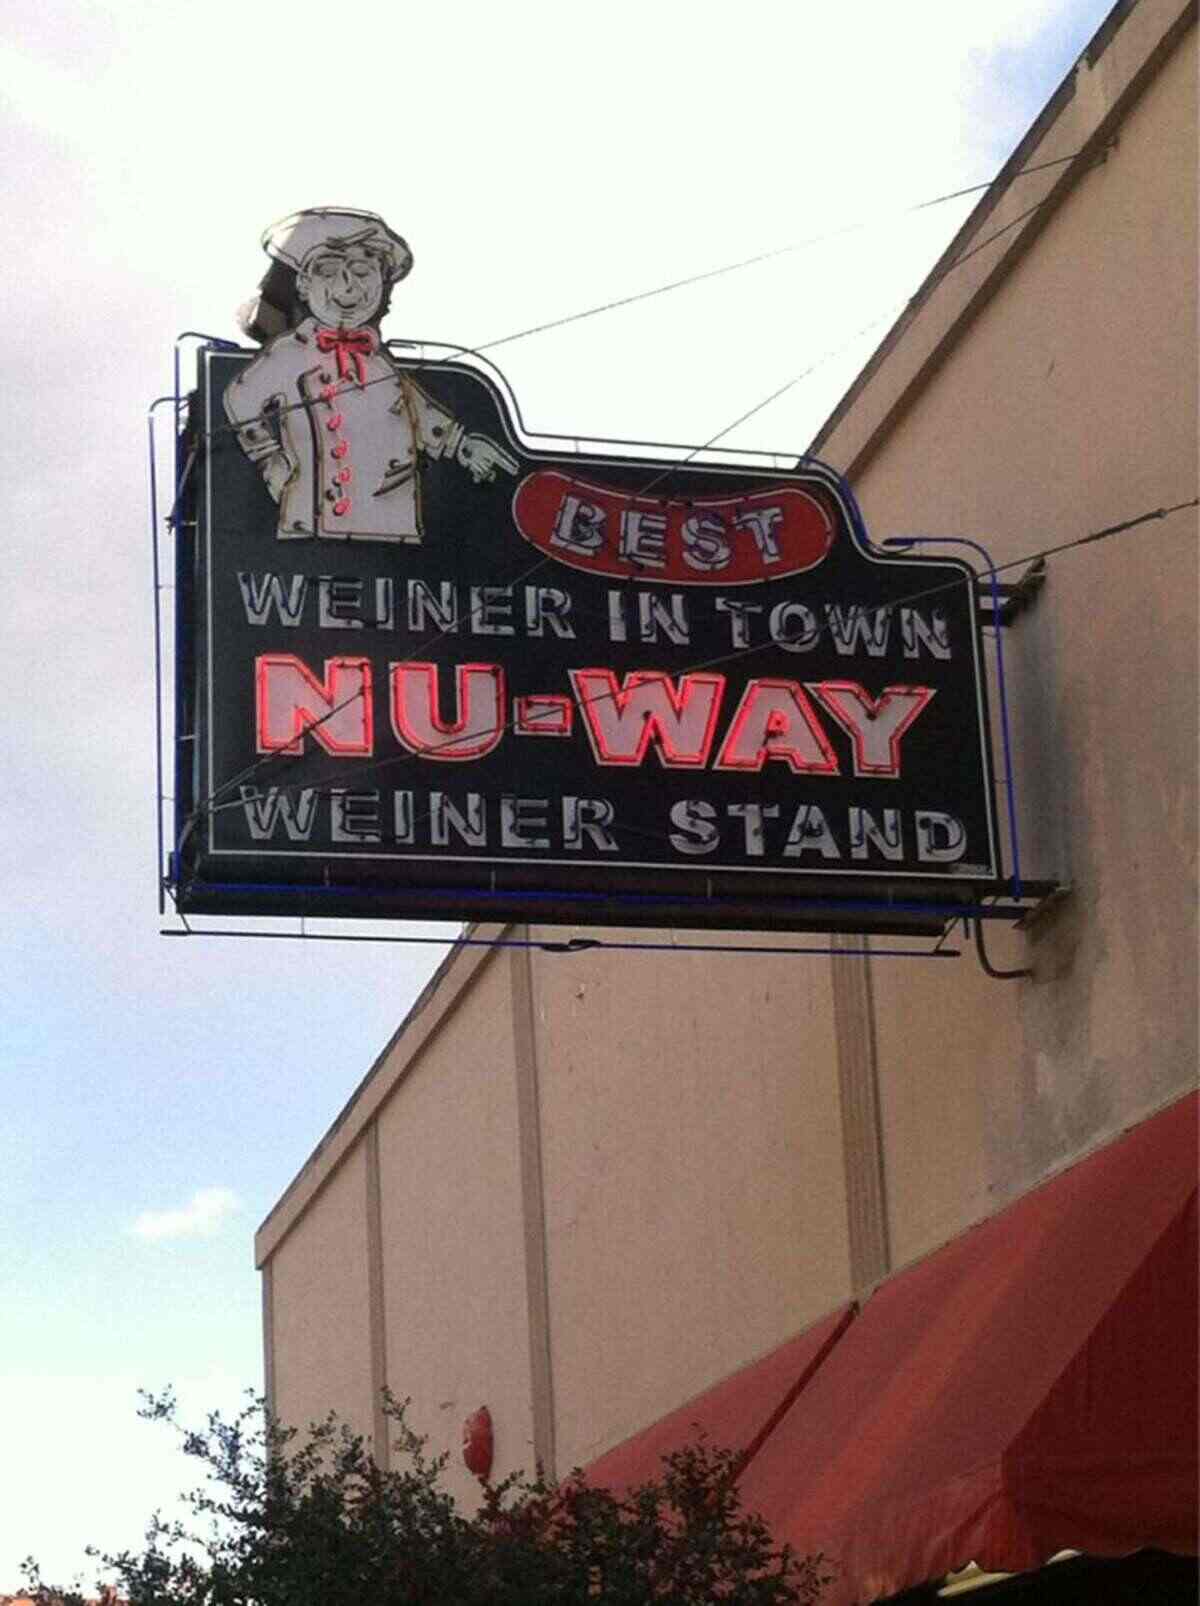 BEST
WEINER IN TOWN
NU-WAY
WEINER STAND